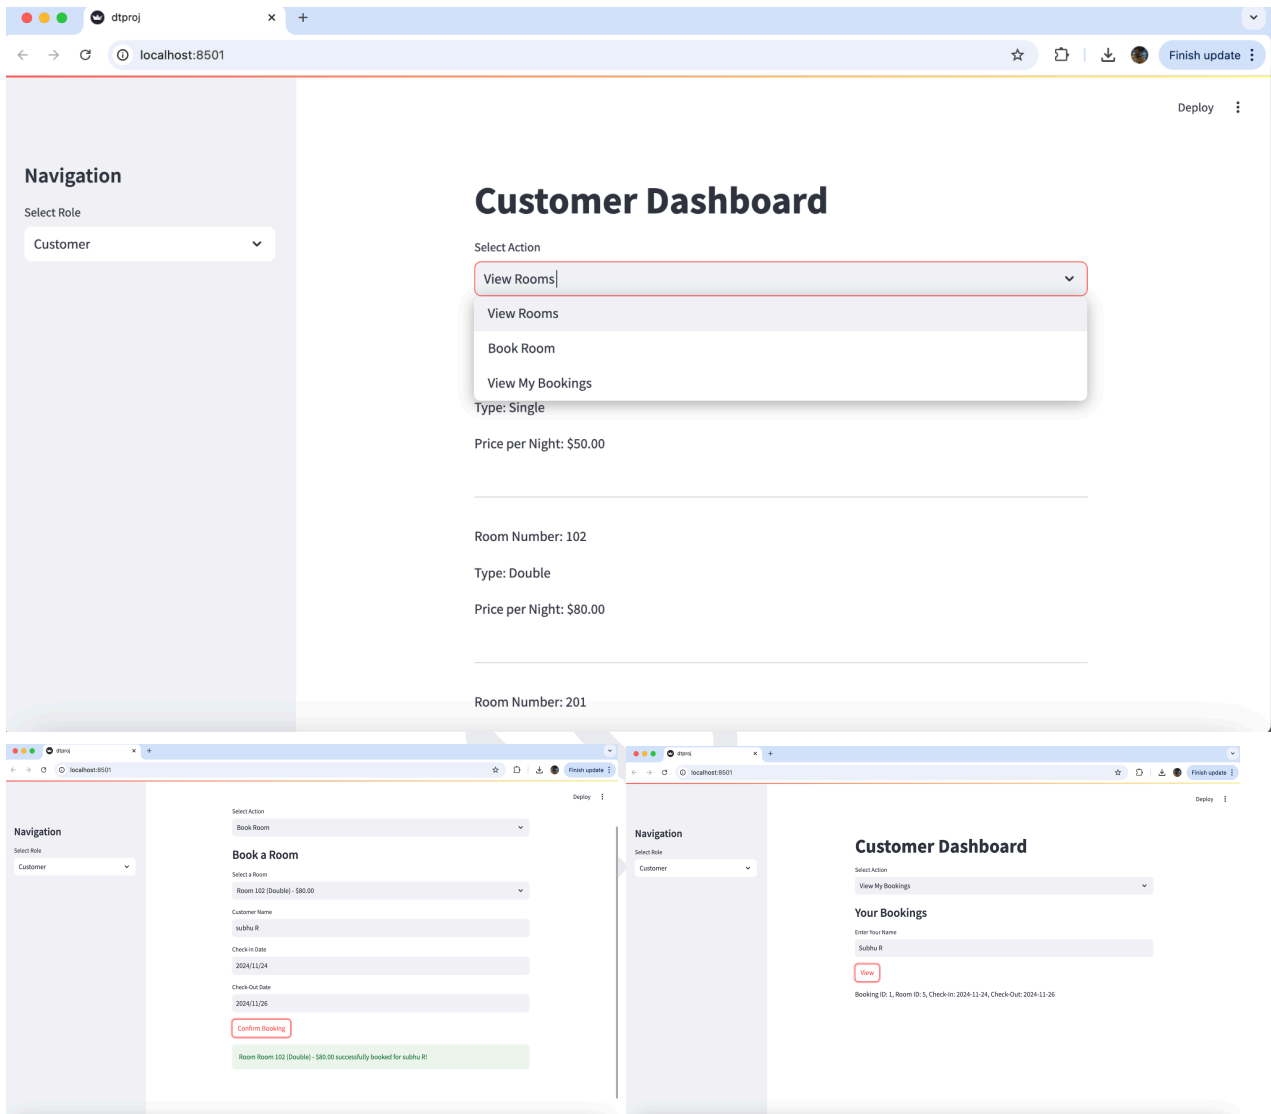 dtproj
localhost:8501
Finish update
Deploy
Navigation
Select Role
Customer
Customer Dashboard
Select Action
View Rooms
View Rooms
Book Room
View My Bookings
Type: Single
Price per Night: $50.00
Room Number: 102
Type: Double
Price per Night: $80.00
Room Number: 201
dtproj
localhost:8501
Finish update
Deploy
Navigation
Select Role
Customer
Select Action
Book Room
Book a Room
Select a Room
Room 102 (Double) - $80.00
Customer Name
subhu R
Check-In Date
2024/11/24
Check-Out Date
2024/11/26
Confirm Booking
Room Room 102 (Double) - $80.00 successfully booked for subhu R!
dtproj
localhost:8501
Finish update
Deploy
Navigation
Select Role
Customer
Customer Dashboard
Select Action
View My Bookings
Your Bookings
Enter Your Name
Subhu R
View
Booking ID: 1, Room ID: 5, Check-In: 2024-11-24, Check-Out: 2024-11-26